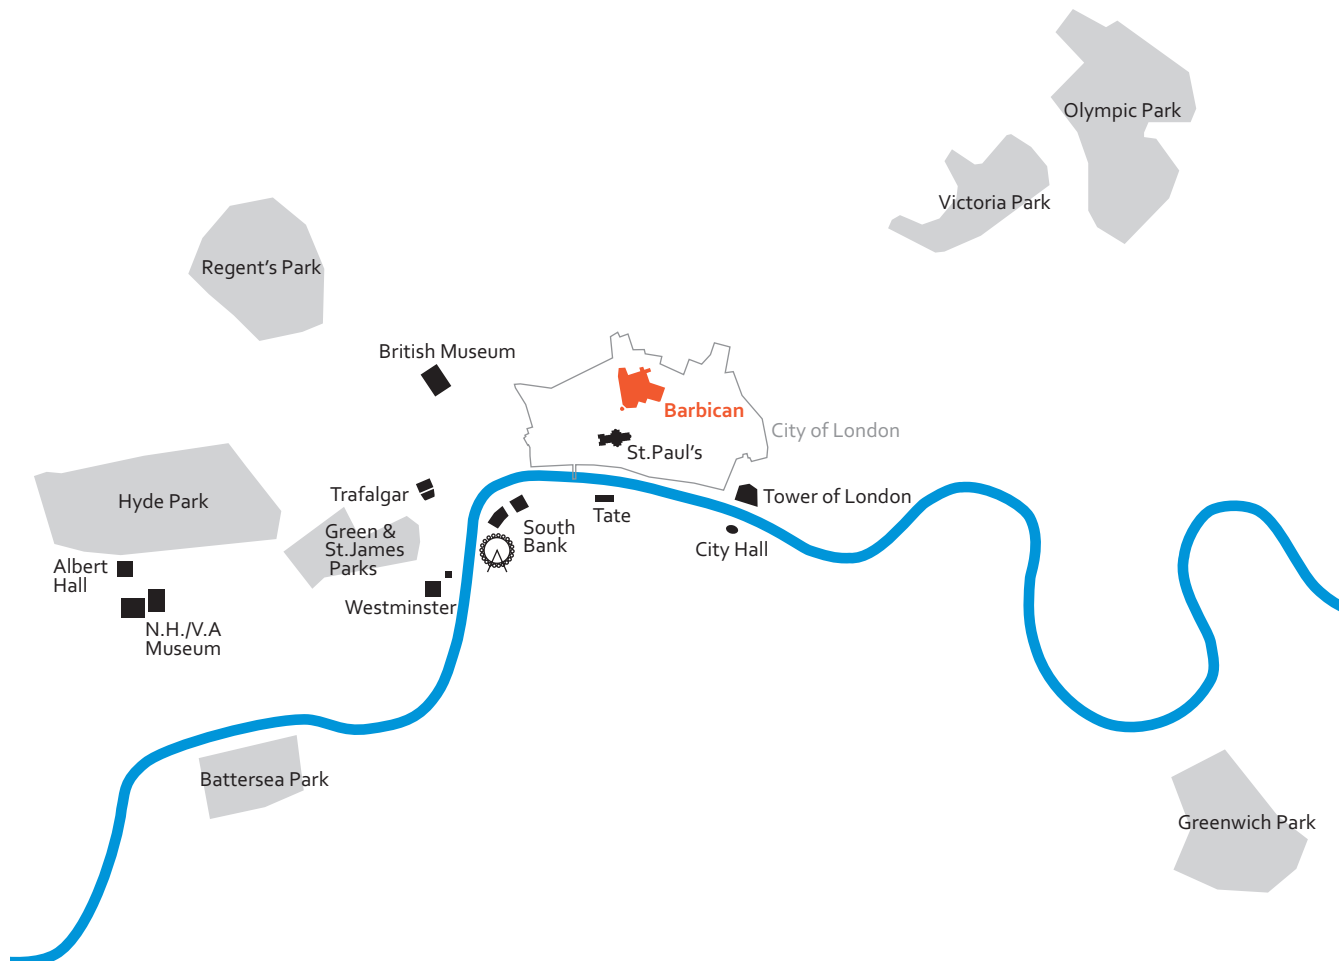 Olympic Park
Victoria Park
Regent's Park
British Museum
Barbican
City of London
St.Paul's
Hyde Park
Trafalgar
Tower of London
Tate
South
Bank
Green &
St.James
Parks
City Hall
Albert
Hall
Westminster
N.H./V.A
Museum
Battersea Park
Greenwich Park